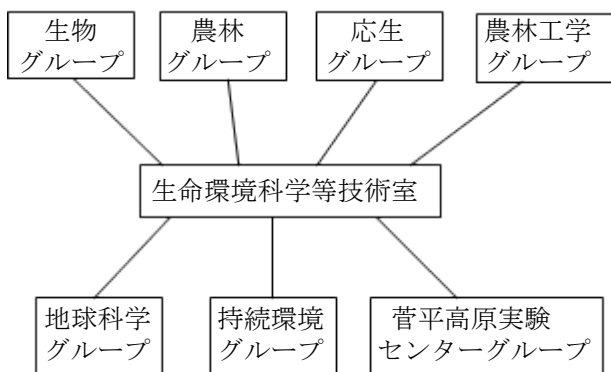 生物
グループ
農林
グループ
応生
グループ
農林工学
グループ
生命環境科学等技術室
地球科学
グループ
持続環境
グループ
菅平高原実験
センターグループ